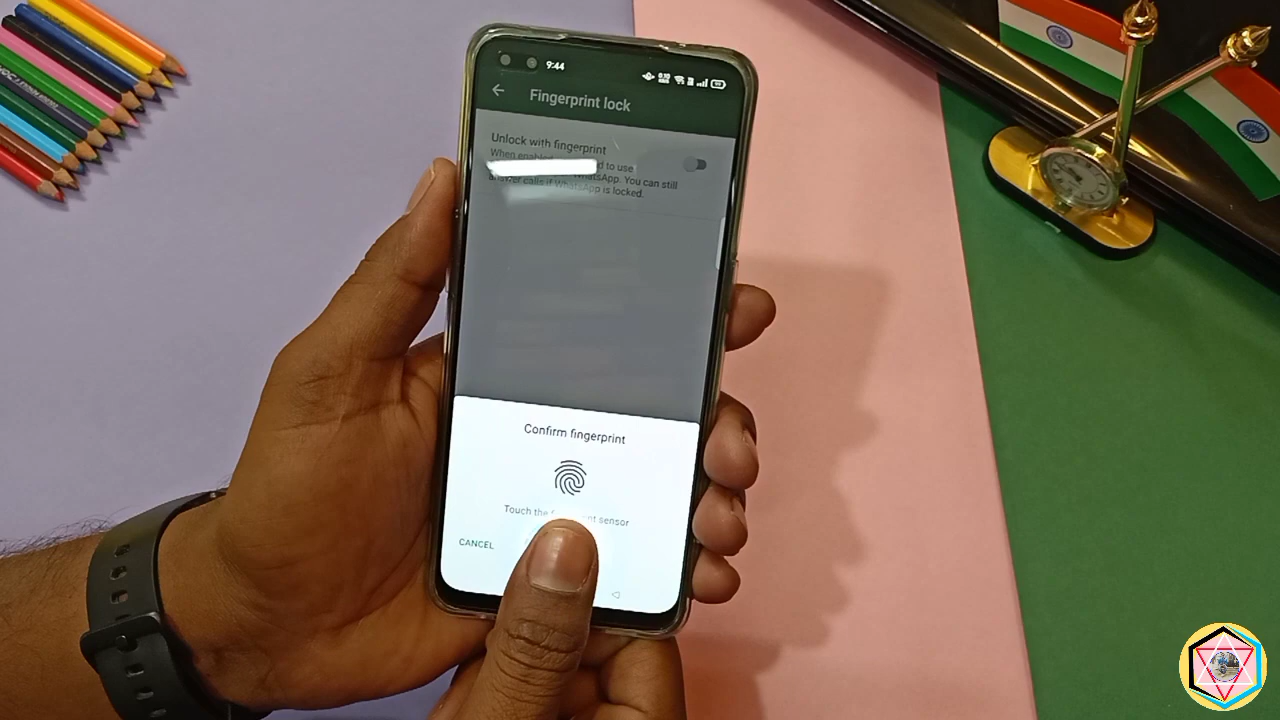 9:44
Fingerprint lock
Unlock with fingerprint
When enabled, d to use
WhatsApp. You can still
answer calls if WhatsApp is locked.
Confirm fingerprint
Touch the sensor
CANCEL